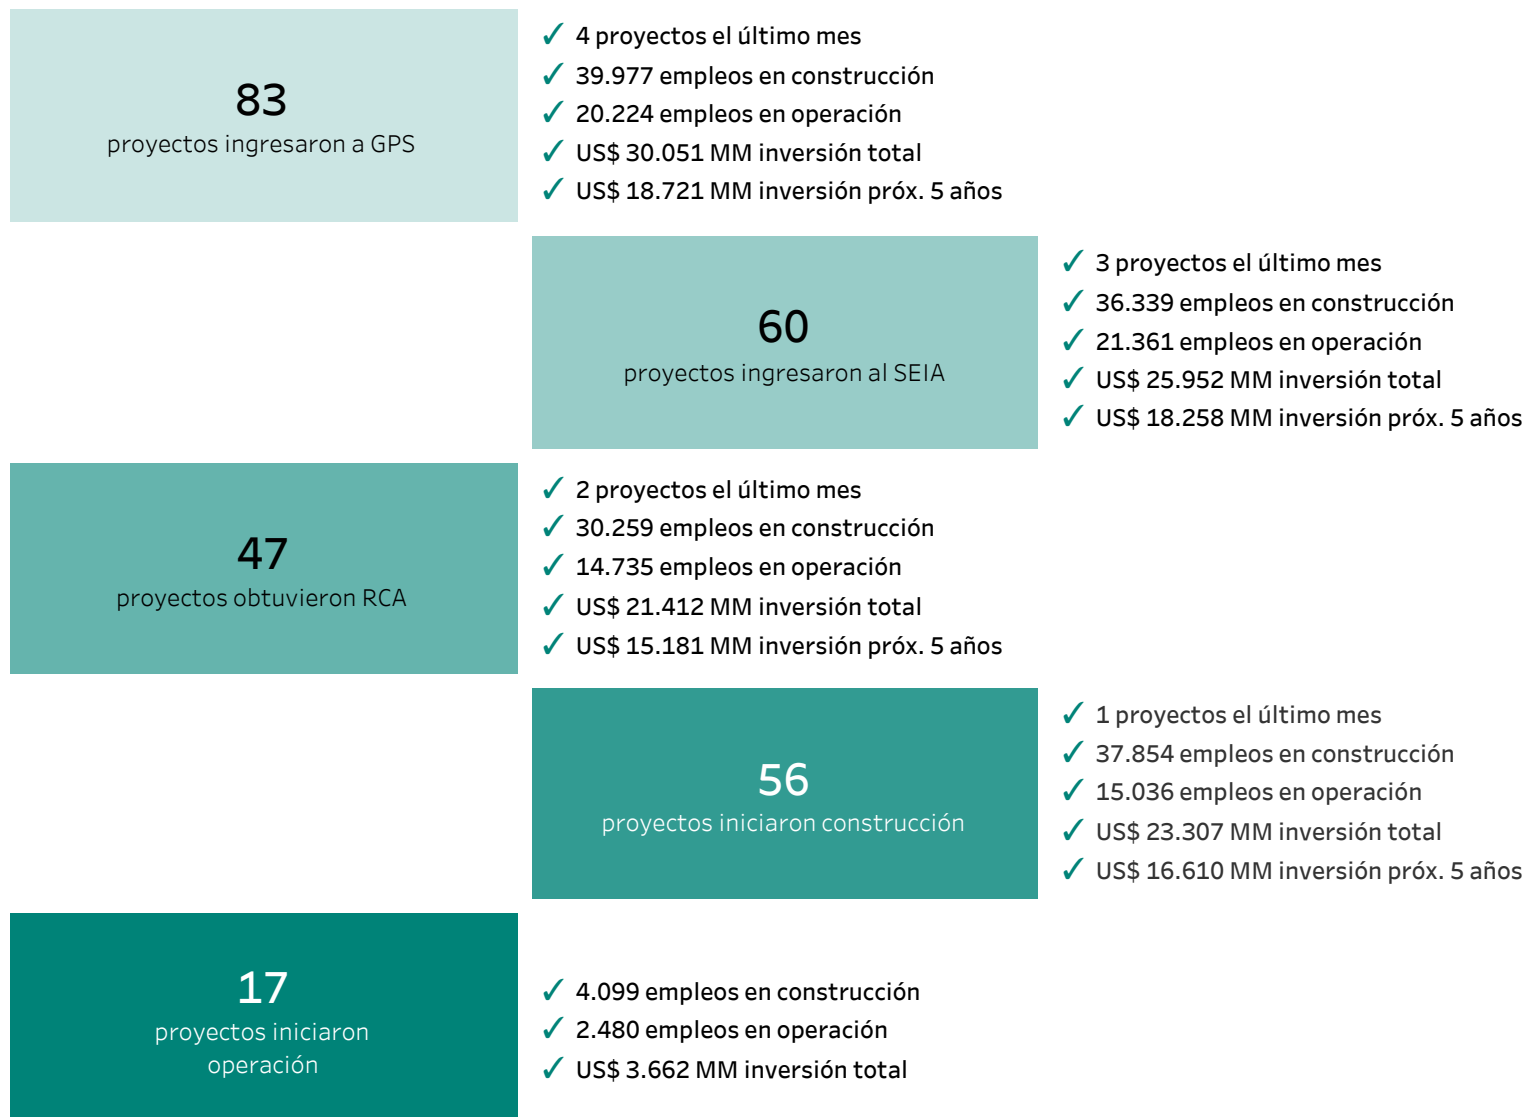 83
proyectos ingresaron a GPS
✓ 4 proyectos el último mes
✓ 39.977 empleos en construcción
✓ 20.224 empleos en operación
✓ US$ 30.051 MM inversión total
✓ US$ 18.721 MM inversión próx. 5 años
60
proyectos ingresaron al SEIA
✓ 3 proyectos el último mes
✓ 36.339 empleos en construcción
✓ 21.361 empleos en operación
✓ US$ 25.952 MM inversión total
✓ US$ 18.258 MM inversión próx. 5 años
47
proyectos obtuvieron RCA
✓ 2 proyectos el último mes
✓ 30.259 empleos en construcción
✓ 14.735 empleos en operación
✓ US$ 21.412 MM inversión total
✓ US$ 15.181 MM inversión próx. 5 años
56
proyectos iniciaron construcción
✓ 1 proyectos el último mes
✓ 37.854 empleos en construcción
✓ 15.036 empleos en operación
✓ US$ 23.307 MM inversión total
✓ US$ 16.610 MM inversión próx. 5 años
17
proyectos iniciaron
operación
✓ 4.099 empleos en construcción
✓ 2.480 empleos en operación
✓ US$ 3.662 MM inversión total